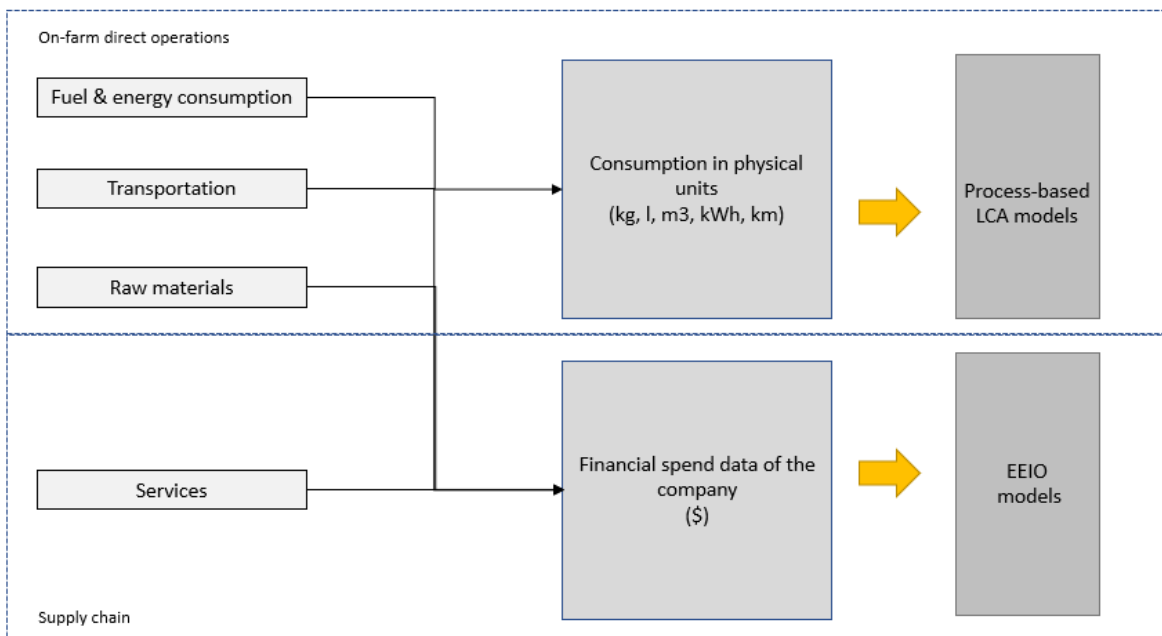 On-farm direct operations
Fuel & energy consumption
Transportation
Raw materials
Consumption in physical
units
(kg, l, m3, kWh, km)
Process-based
LCA models
Services
Financial spend data of the
company
($)
EEIO
models
Supply chain